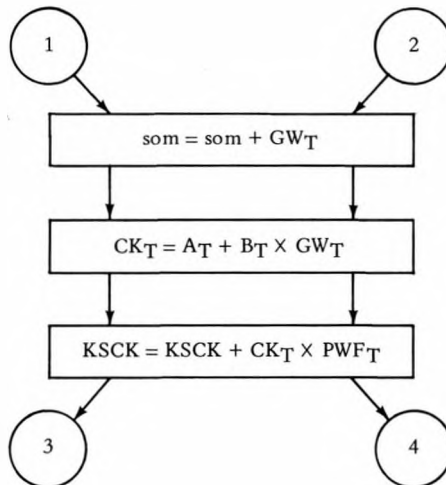 1 2
som = som + GW_T
CK_T = A_T + B_T × GW_T
KSCK = KSCK + CK_T × PWF_T
3 4